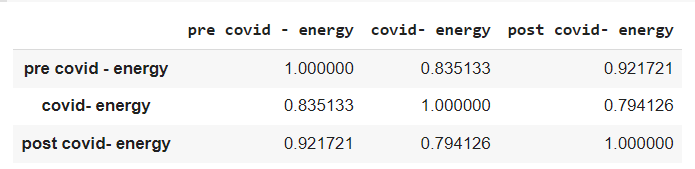 pre covid - energy covid- energy post covid- energy
pre covid - energy 1.000000 0.835133 0.921721
covid- energy 0.835133 1.000000 0.794126
post covid- energy 0.921721 0.794126 1.000000